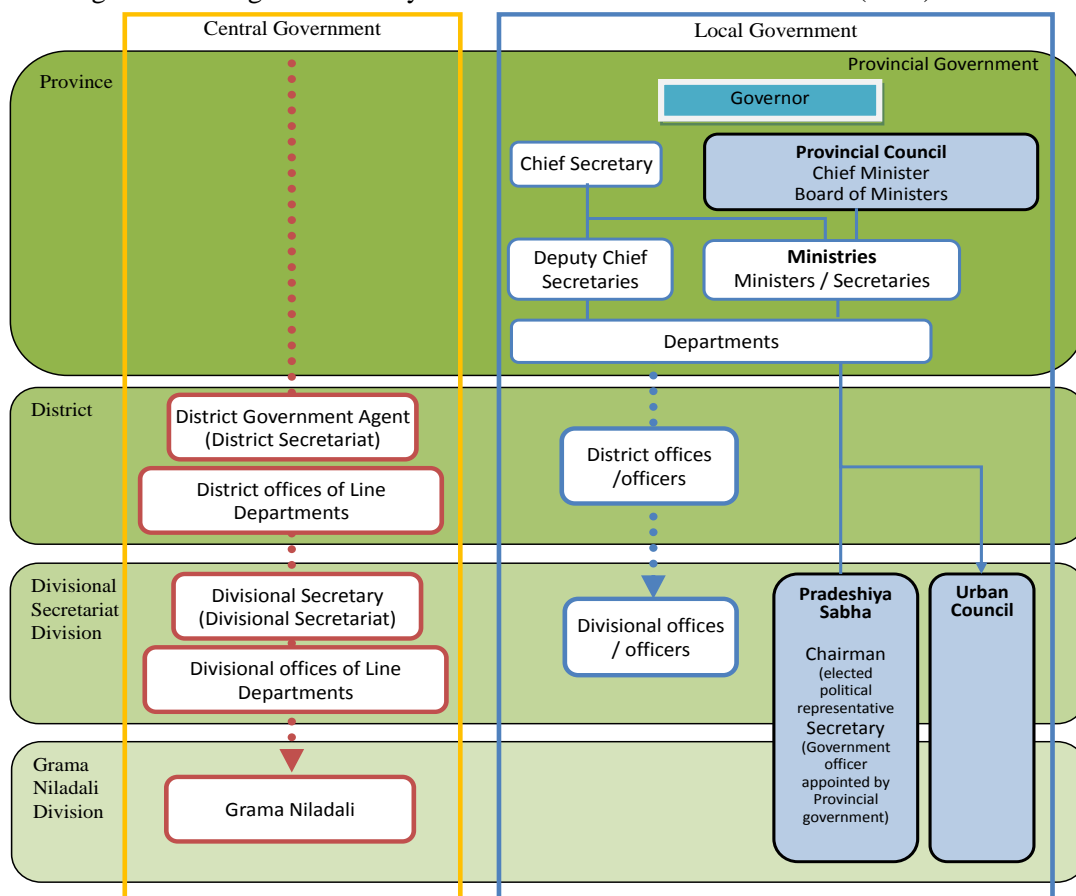 Central Government
Local Government
Province
Provincial Government
Governor
Chief Secretary
Provincial Council
Chief Minister
Board of Ministers
Deputy Chief
Secretaries
Ministries
Ministers / Secretaries
Departments
District
District Government Agent
(District Secretariat)
District offices of Line
Departments
District offices
/officers
Divisional
Secretariat
Division
Divisional Secretary
(Divisional Secretariat)
Divisional offices of Line
Departments
Divisional offices
/ officers
Pradeshiya
Sabha
Chairman
(elected
political
representative
Secretary
(Government
officer
appointed by
Provincial
government)
Urban
Council
Grama
Niladali
Division
Grama Niladali